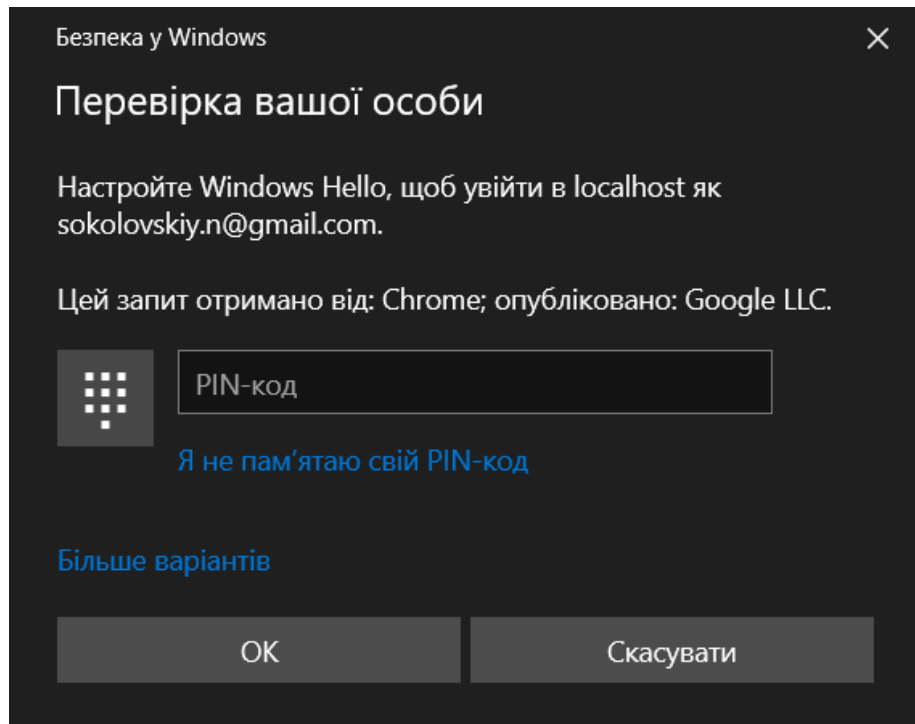 Безпека у Windows
Перевірка вашої особи
Настройте Windows Hello, щоб увійти в localhost як
sokolovskiy.n@gmail.com.
Цей запит отримано від: Chrome; опубліковано: Google LLC.
PIN-код
Я не пам’ятаю свій PIN-код
Більше варіантів
ОК
Скасувати